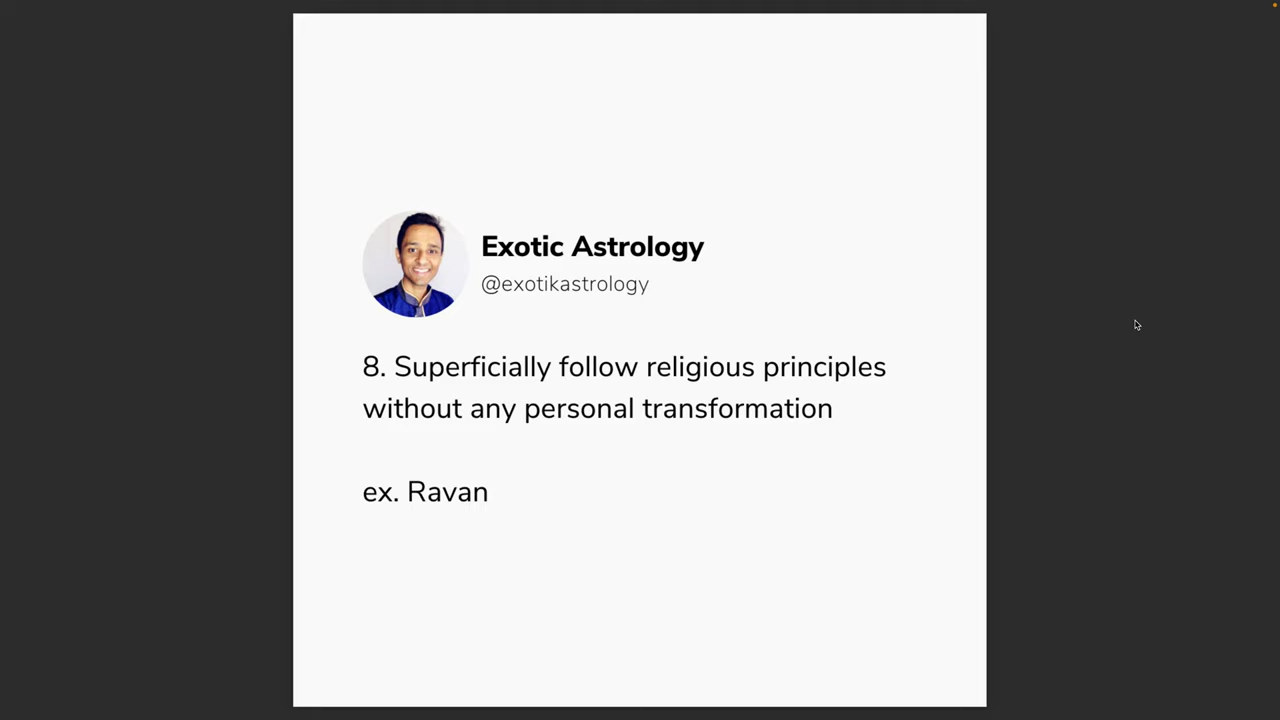 Exotic Astrology
@exotikastrology
8. Superficially follow religious principles
without any personal transformation
ex. Ravan